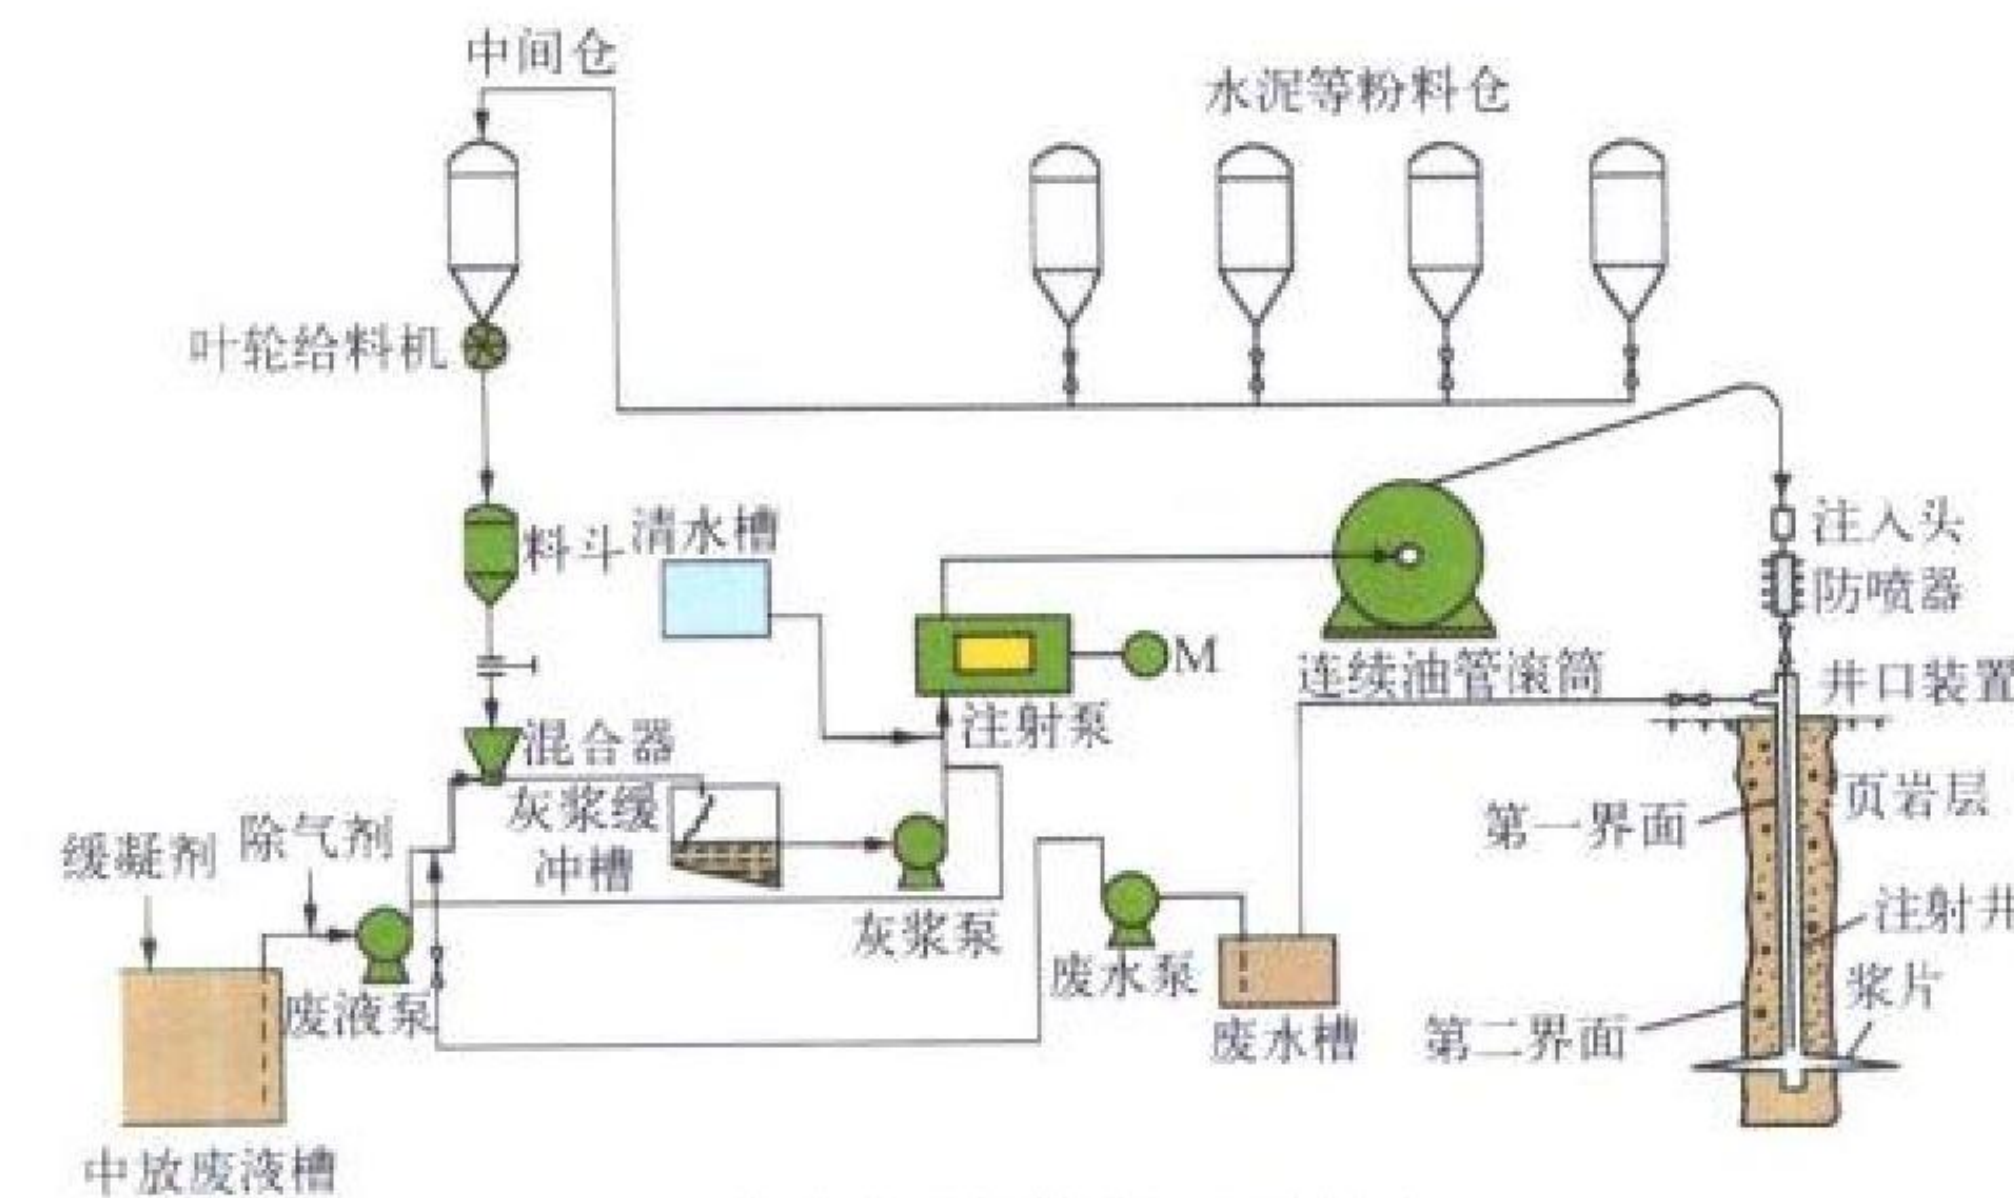 中间仓
水泥等粉料仓
叶轮给料机
料斗
清水槽
注入头
防喷器
M
连续油管滚筒
井口装置
注射泵
混合器
灰浆缓
冲槽
页岩层
第一界面
缓凝剂
除气剂
灰浆泵
注射井
废水泵
浆片
废液泵
废水槽
第二界面
中放废液槽